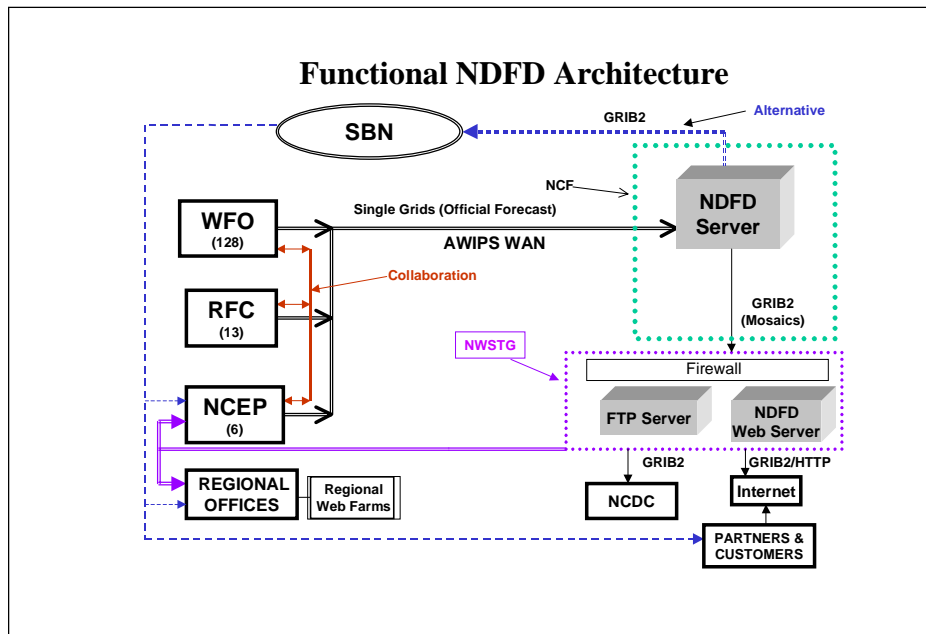 Functional NDFD Architecture
SBN
GRIB2
Alternative
NCF
NDFD
Server
WFO
(128)
Single Grids (Official Forecast)
AWIPS WAN
Collaboration
RFC
(13)
GRIB2
(Mosaics)
NWSTG
Firewall
NCEP
(6)
FTP Server
NDFD
Web Server
GRIB2
GRIB2/HTTP
REGIONAL
OFFICES
Regional
Web Farms
NCDC
Internet
PARTNERS &
CUSTOMERS